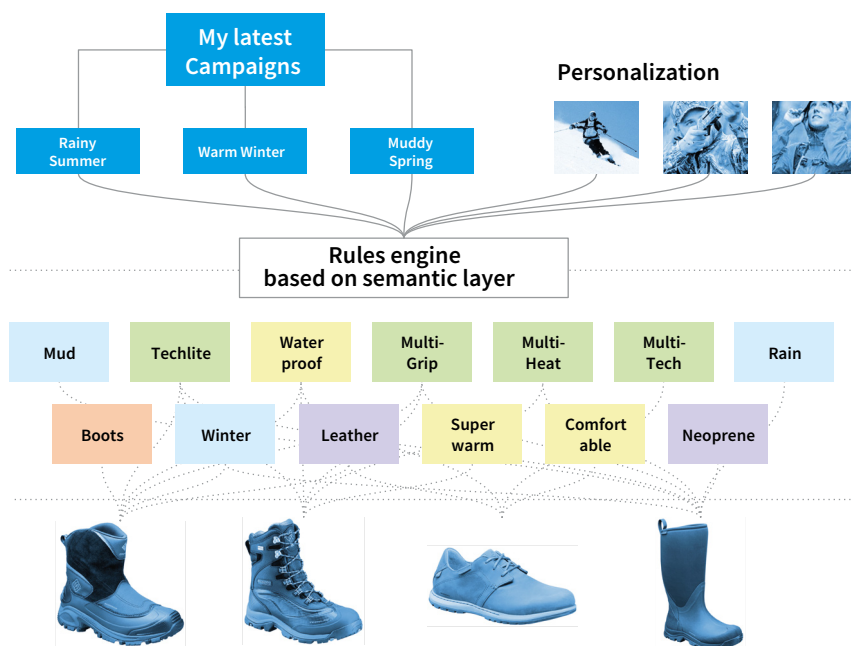 My latest
Campaigns
Personalization
Rainy
Summer
Warm Winter
Muddy
Spring
Rules engine
based on semantic layer
Mud
Techlite
Water
proof
Multi-
Grip
Multi-
Heat
Multi-
Tech
Rain
Boots
Winter
Leather
Super
warm
Comfort
able
Neoprene